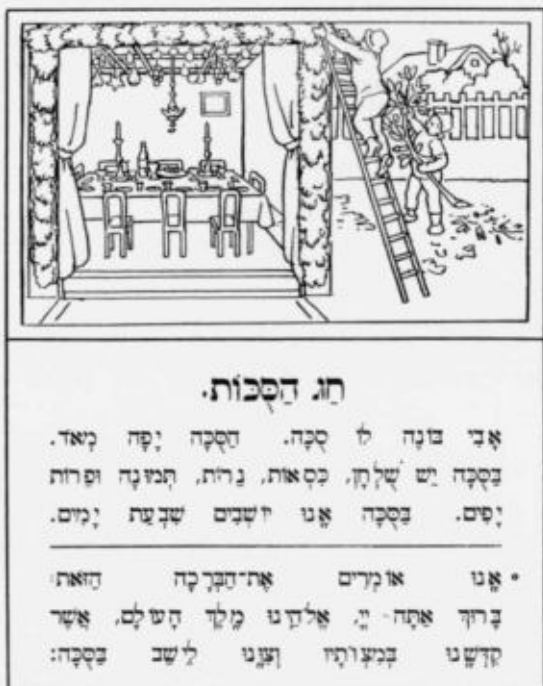 חַג הַסֻּכּוֹת.
אָבִי בּוֹנֶה לוֹ סֻכָּה. הַסֻּכָּה יָפָה מְאֹד.
בַּסֻּכָּה יֵשׁ שֻׁלְחָן, כִּסְאוֹת, נֵרוֹת, תְּמוּנָה וּפֵרוֹת
יָפִים. בַּסֻּכָּה אָנוּ יוֹשְׁבִים שִׁבְעַת יָמִים.
• אָנוּ אוֹמְרִים אֶת־הַבְּרָכָה הַזֹּאת:
בָּרוּךְ אַתָּה יְיָ, אֱלֹהֵינוּ מֶלֶךְ הָעוֹלָם, אֲשֶׁר
קִדְּשָׁנוּ בְּמִצְוֹתָיו וְצִוָּנוּ לֵישֵׁב בַּסֻּכָּה: